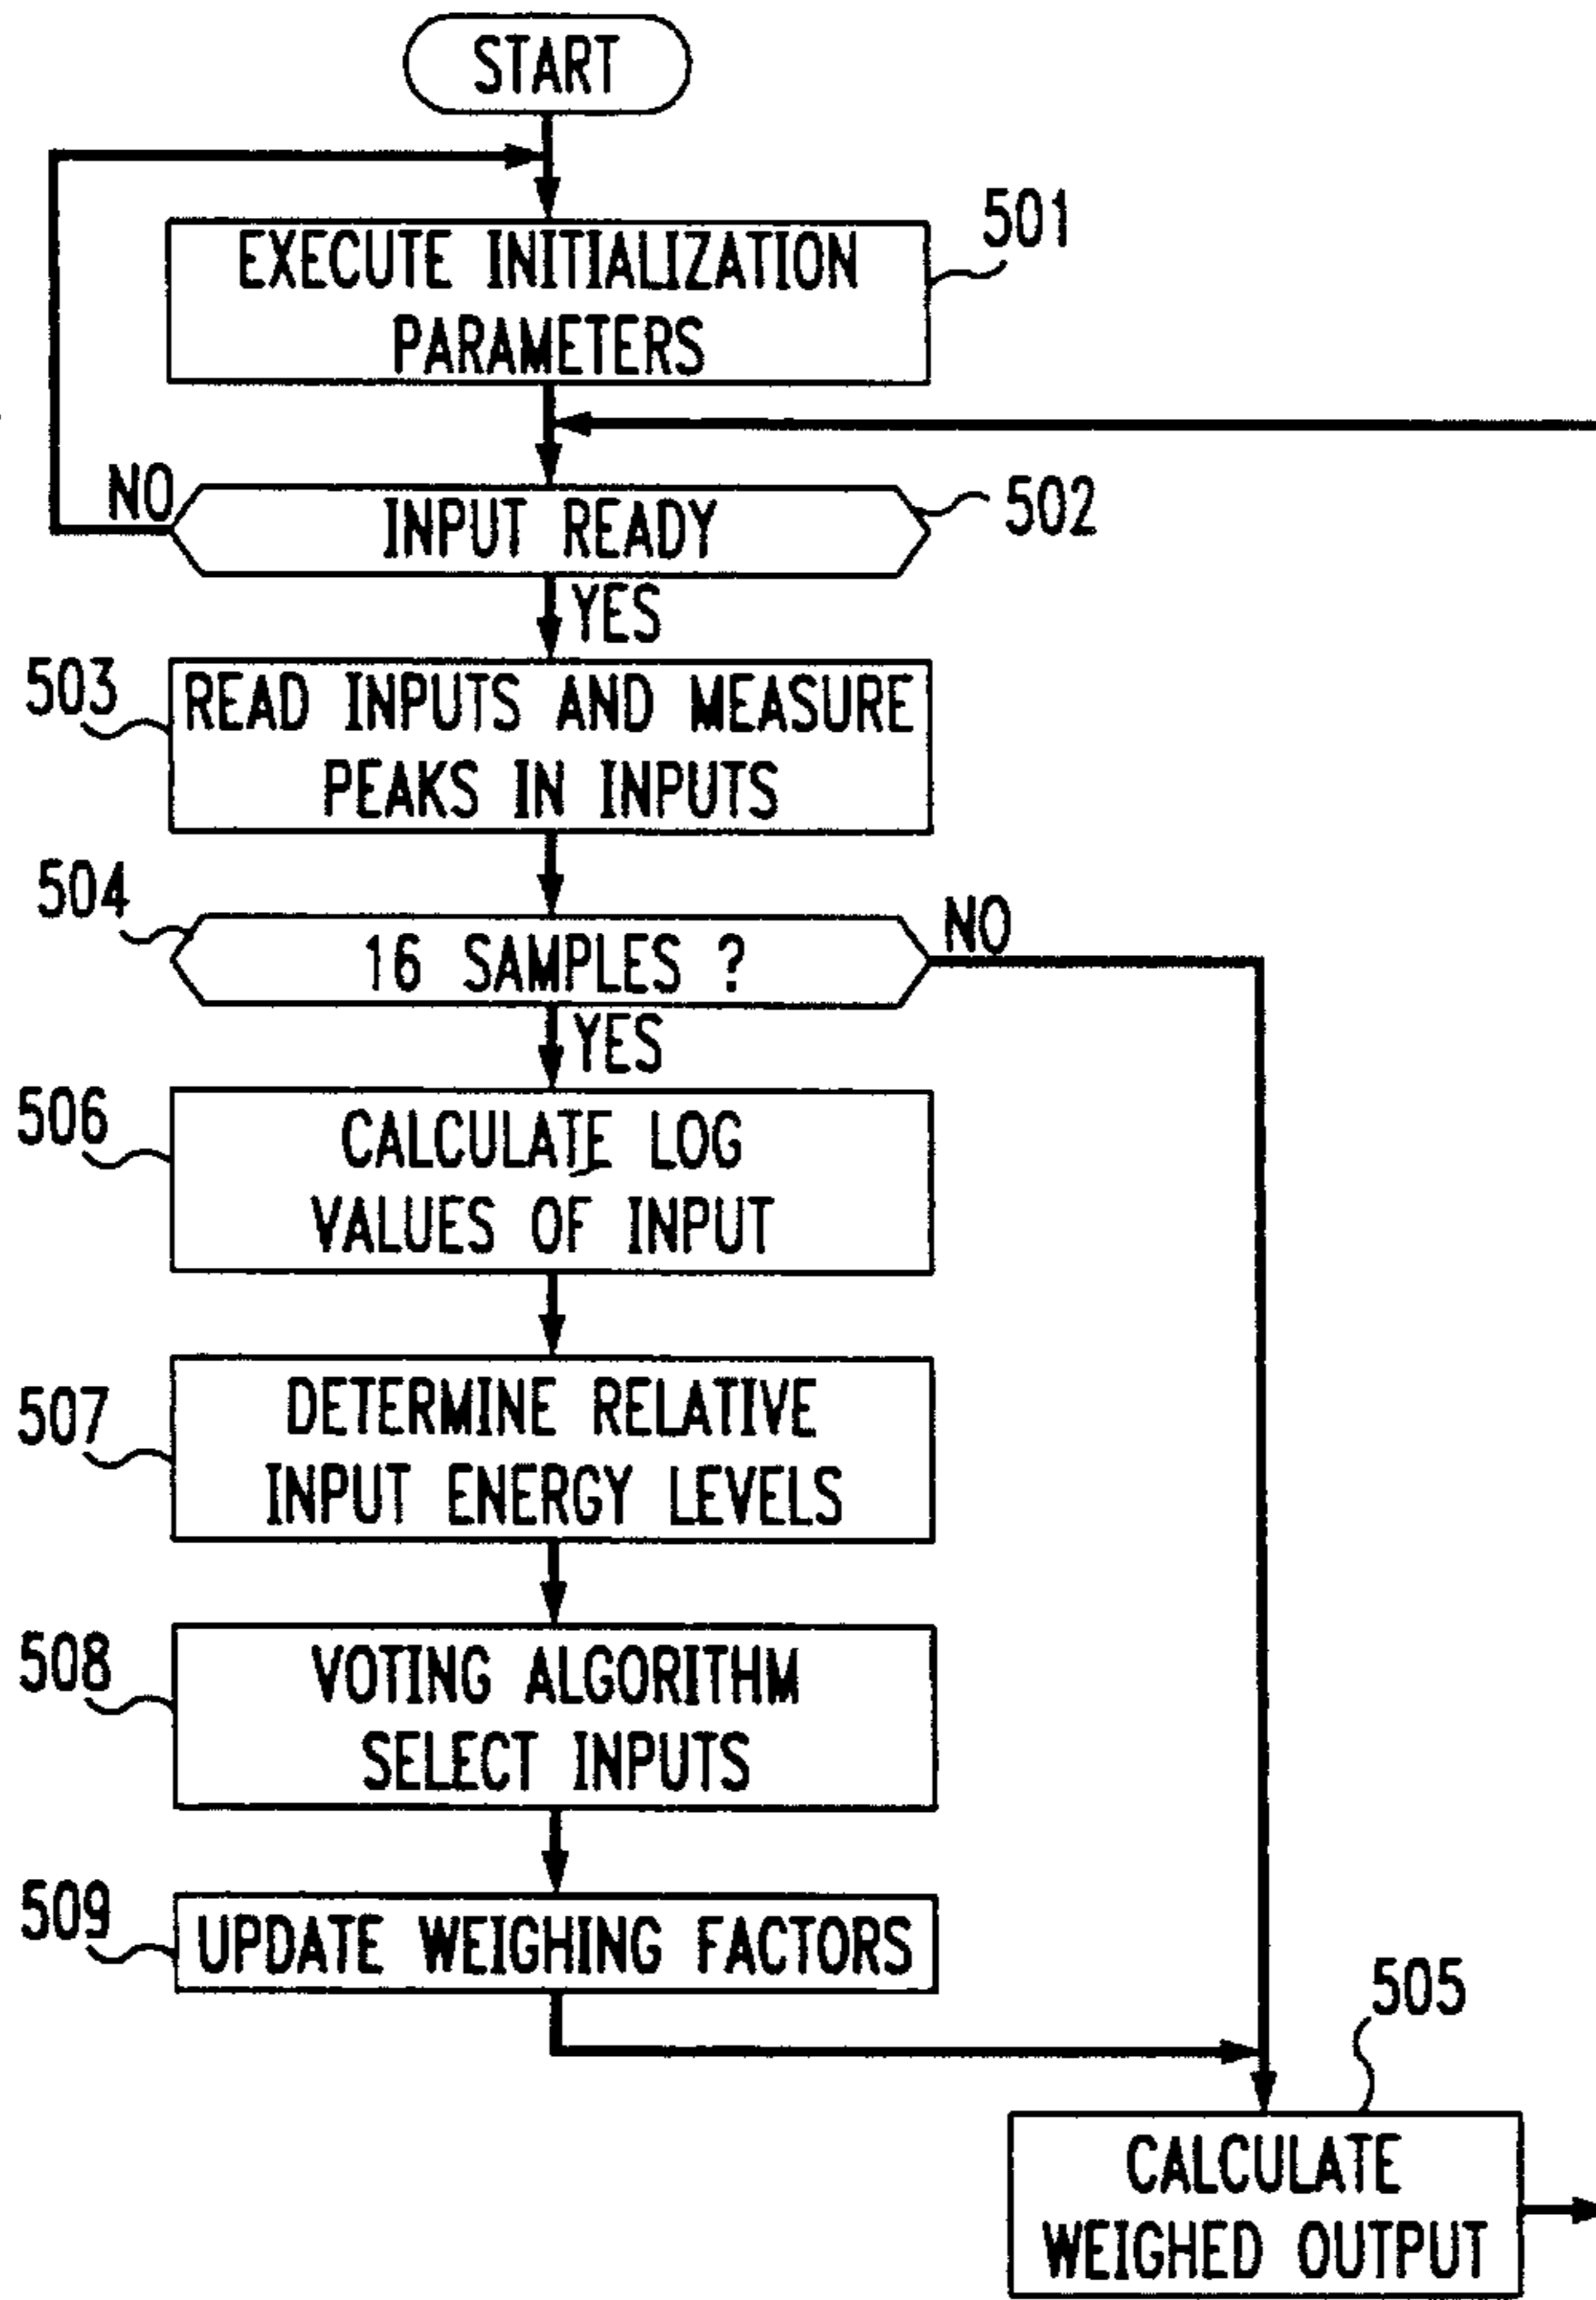 START
501
EXECUTE INITIALIZATION
PARAMETERS
NO
INPUT READY
502
YES
503
READ INPUTS AND MEASURE
PEAKS IN INPUTS
504
16 SAMPLES ?
NO
YES
506
CALCULATE LOG
VALUES OF INPUT
507
DETERMINE RELATIVE
INPUT ENERGY LEVELS
508
VOTING ALGORITHM
SELECT INPUTS
509
UPDATE WEIGHING FACTORS
505
CALCULATE
WEIGHED OUTPUT